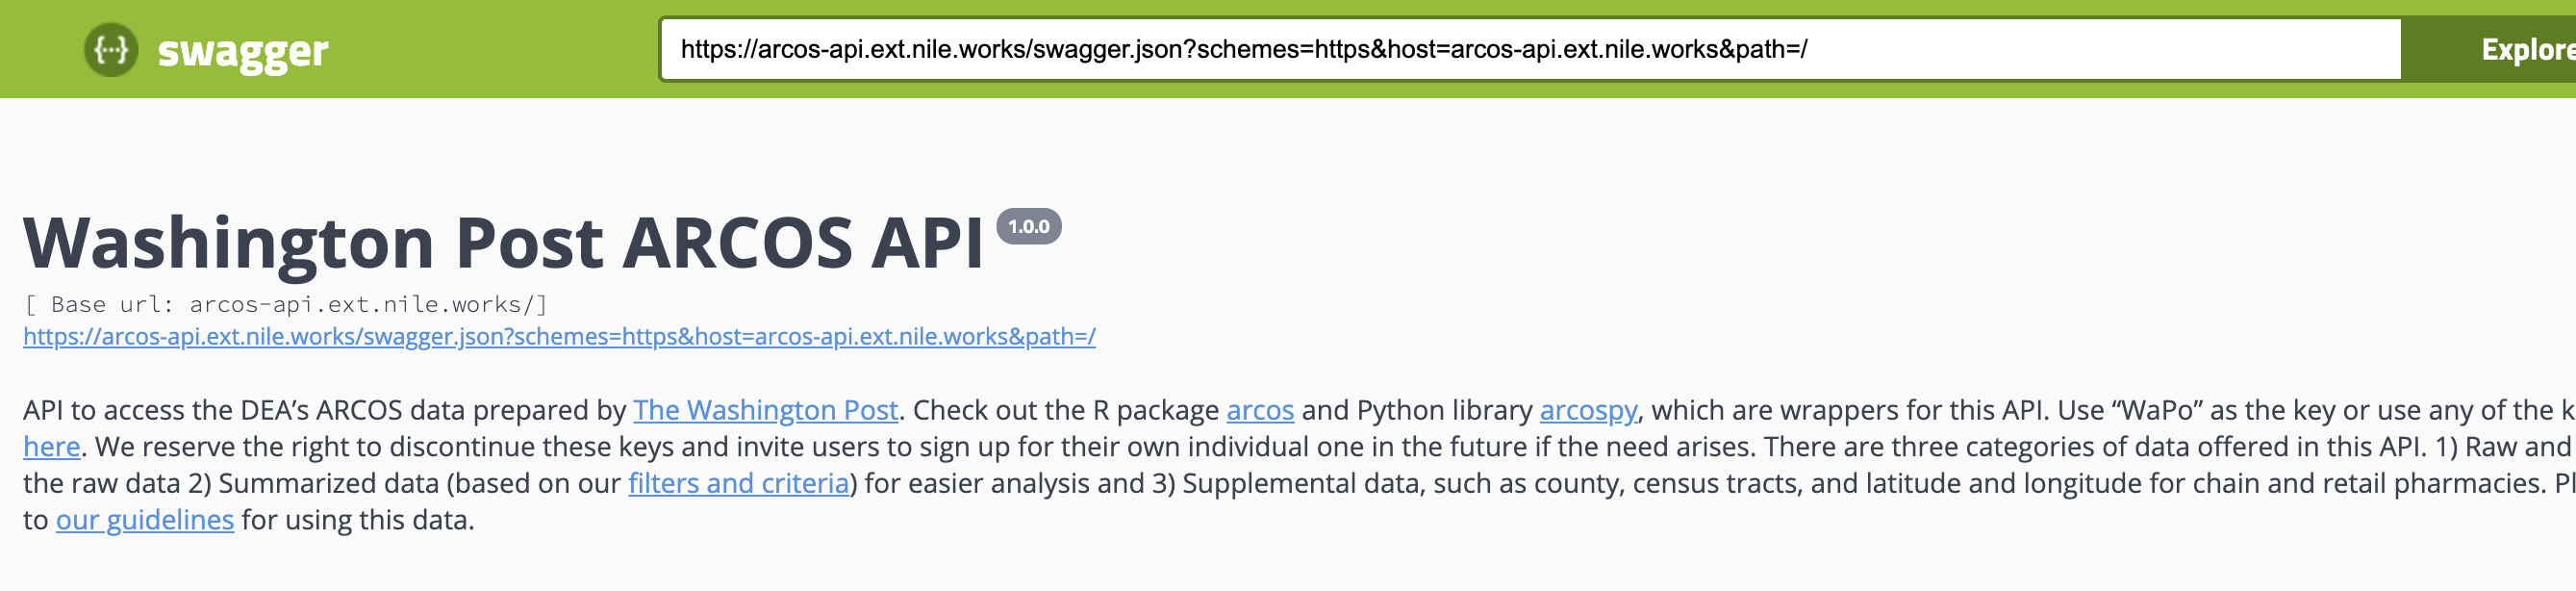 {···} swagger
https://arcos-api.ext.nile.works/swagger.json?schemes=https&host=arcos-api.ext.nile.works&path=/
Explore
Washington Post ARCOS API 1.0.0
[ Base url: arcos-api.ext.nile.works/]
https://arcos-api.ext.nile.works/swagger.json?schemes=https&host=arcos-api.ext.nile.works&path=/
API to access the DEA’s ARCOS data prepared by The Washington Post. Check out the R package arcos and Python library arcospy, which are wrappers for this API. Use “WaPo” as the key or use any of the
here. We reserve the right to discontinue these keys and invite users to sign up for their own individual one in the future if the need arises. There are three categories of data offered in this API. 1) Raw and
the raw data 2) Summarized data (based on our filters and criteria) for easier analysis and 3) Supplemental data, such as county, census tracts, and latitude and longitude for chain and retail pharmacies.
to our guidelines for using this data.